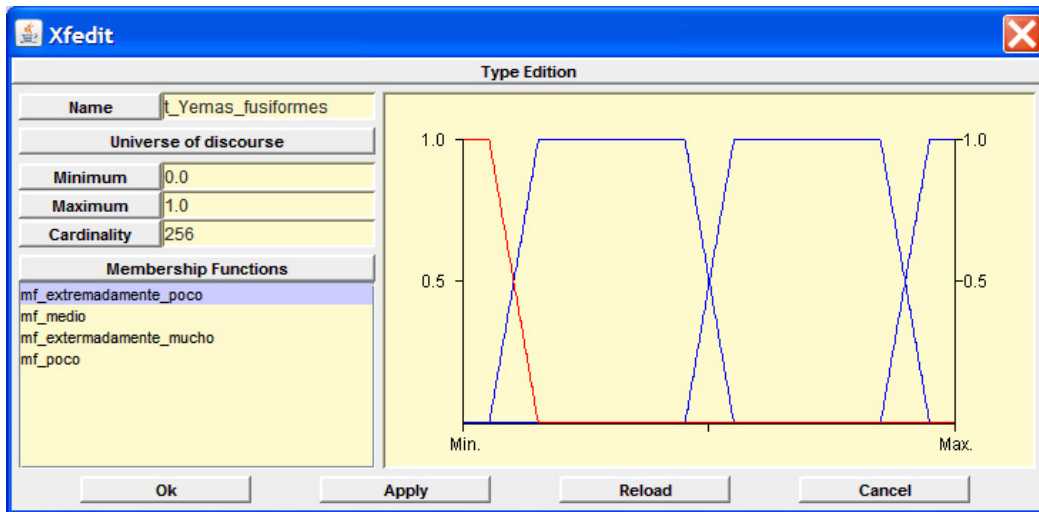 Xfedit
Type Edition
Name t_Yemas_fusiformes
Universe of discourse
Minimum 0.0
Maximum 1.0
Cardinality 256
Membership Functions
mf_extremadamente_poco
mf_medio
mf_extermadamente_mucho
mf_poco
1.0 1.0
0.5 0.5
Min. Max.
Ok Apply Reload Cancel